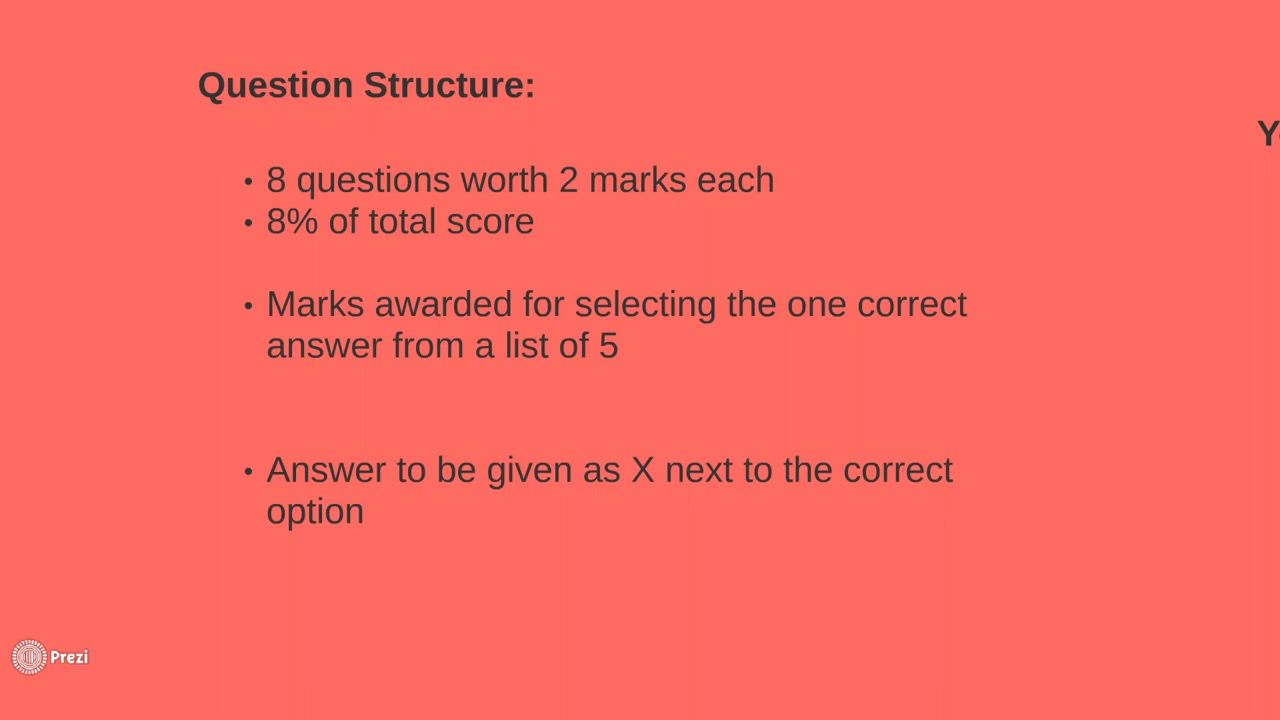 Question Structure:
• 8 questions worth 2 marks each
• 8% of total score
• Marks awarded for selecting the one correct
answer from a list of 5
• Answer to be given as X next to the correct
option
Prezi